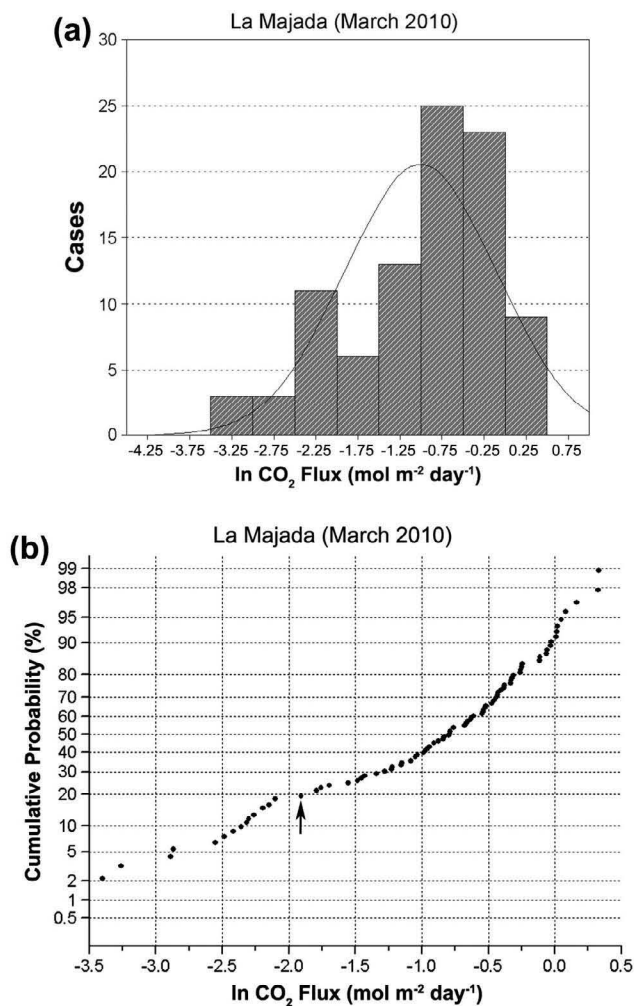 (a)
La Majada (March 2010)
30
25
20
15
10
5
0
Cases
-4.25 -3.75 -3.25 -2.75 -2.25 -1.75 -1.25 -0.75 -0.25 0.25 0.75
ln CO₂ Flux (mol m⁻² day⁻¹)
(b)
La Majada (March 2010)
99
98
95
90
80
70
60
50
40
30
20
10
5
2
1
0.5
Cumulative Probability (%)
-3.5 -3.0 -2.5 -2.0 -1.5 -1.0 -0.5 0.0 0.5
ln CO₂ Flux (mol m⁻² day⁻¹)